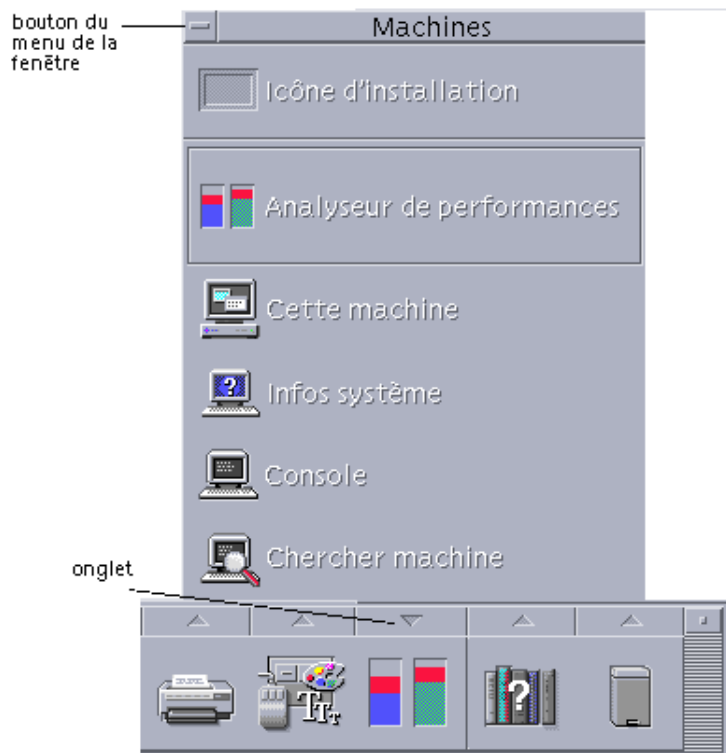 bouton du
menu de la
fenêtre
Machines
Icône d'installation
Analyseur de performances
Cette machine
Infos système
Console
Chercher machine
onglet